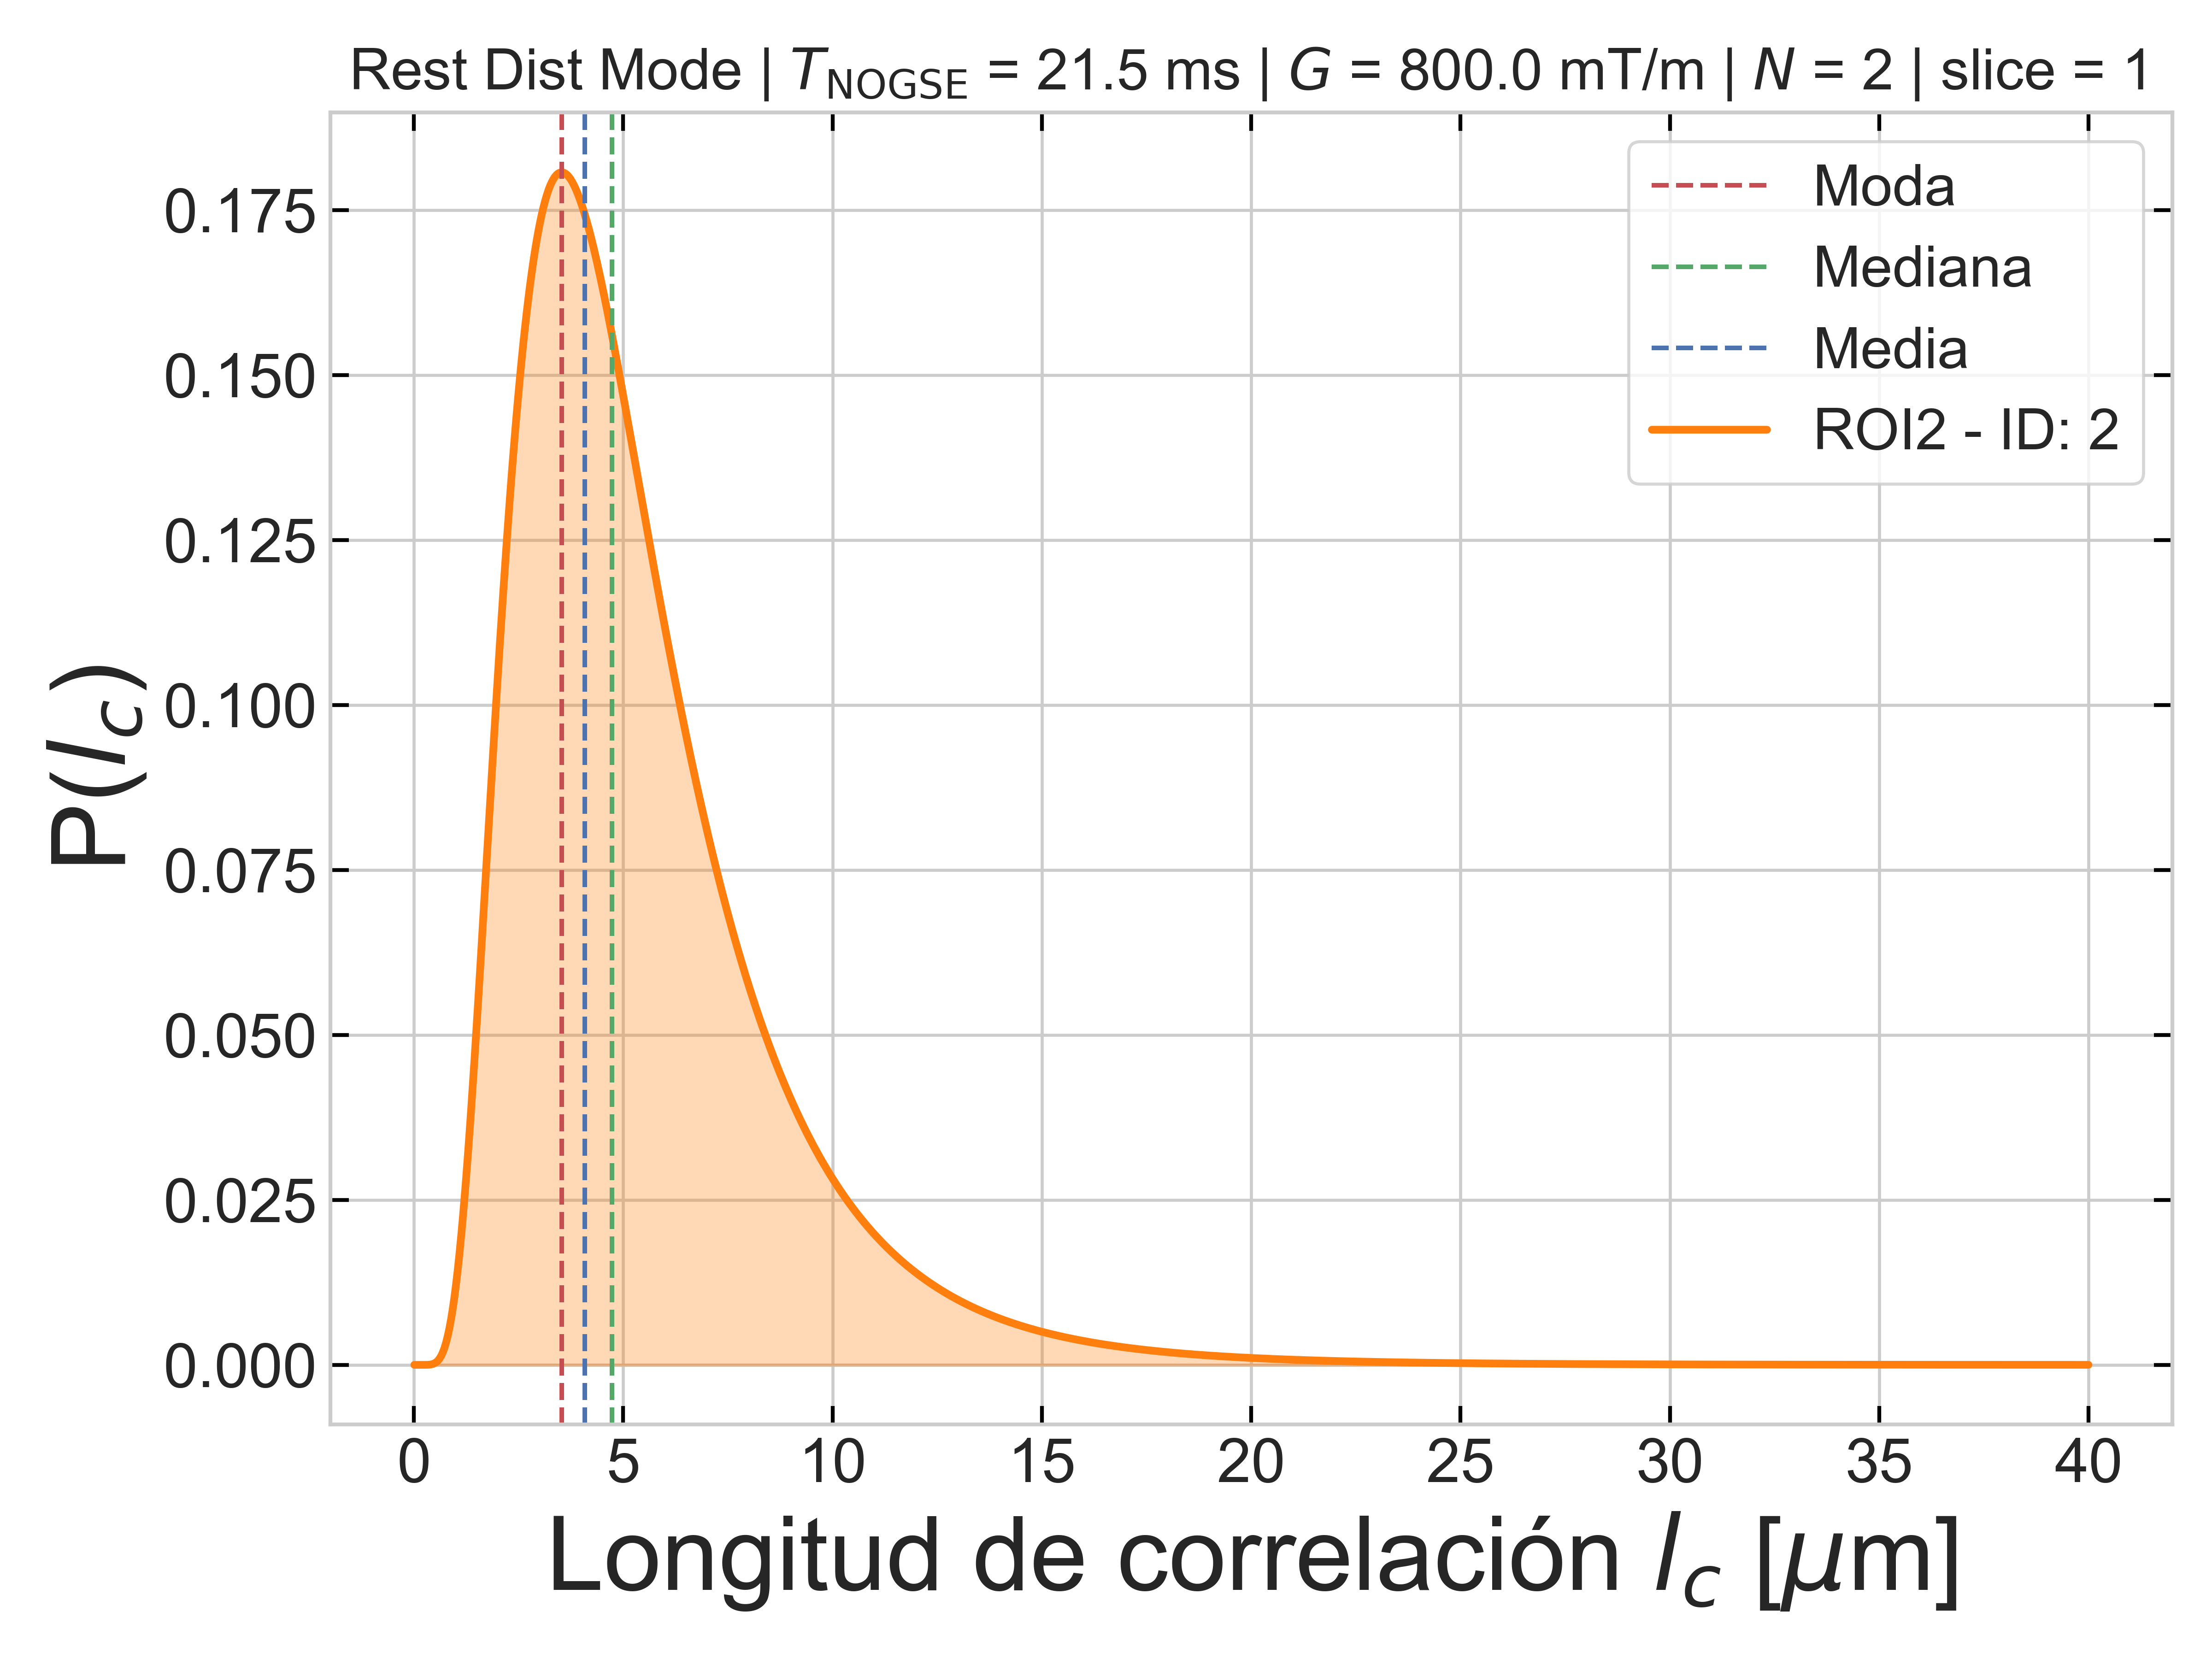 Rest Dist Mode | T_NOGSE = 21.5 ms | G = 800.0 mT/m | N = 2 | slice = 1
Moda
Mediana
Media
ROI2 - ID: 2
P(l_c)
0.175
0.150
0.125
0.100
0.075
0.050
0.025
0.000
0 5 10 15 20 25 30 35 40
Longitud de correlación l_c [μm]